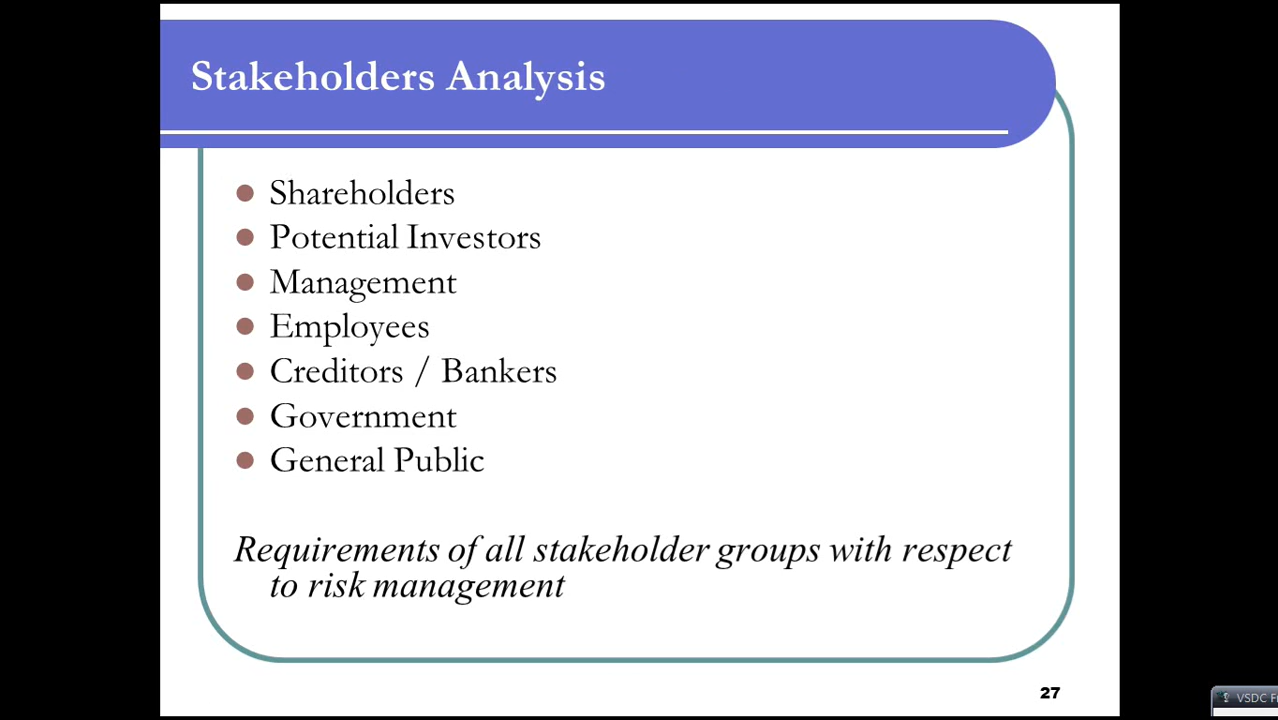 Stakeholders Analysis
Shareholders
Potential Investors
Management
Employees
Creditors / Bankers
Government
General Public
Requirements of all stakeholder groups with respect
to risk management
27
VSDC